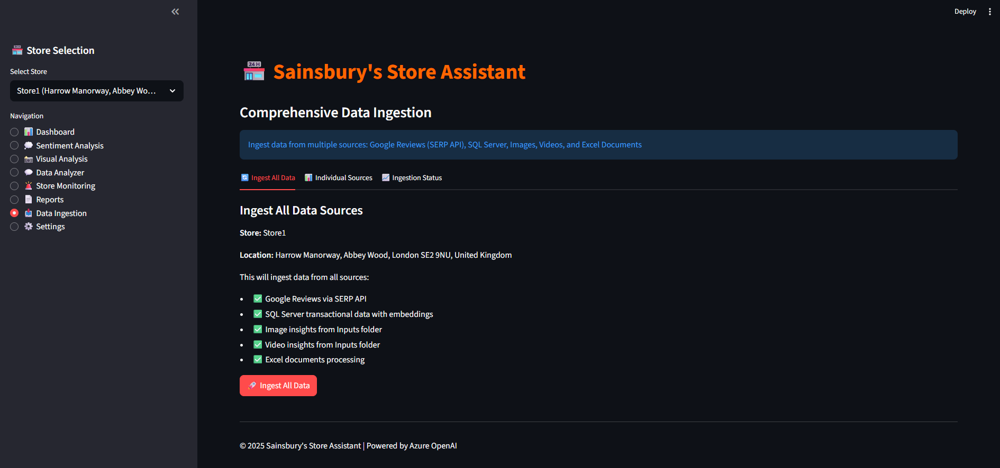 Deploy
Store Selection
Select Store
Store1 (Harrow Manorway, Abbey Wo...
Navigation
Dashboard
Sentiment Analysis
Visual Analysis
Data Analyzer
Store Monitoring
Reports
Data Ingestion
Settings
24 H
Sainsbury's Store Assistant
Comprehensive Data Ingestion
Ingest data from multiple sources: Google Reviews (SERP API), SQL Server, Images, Videos, and Excel Documents
Ingest All Data Individual Sources Ingestion Status
Ingest All Data Sources
Store: Store1
Location: Harrow Manorway, Abbey Wood, London SE2 9NU, United Kingdom
This will ingest data from all sources:
• ✅ Google Reviews via SERP API
• ✅ SQL Server transactional data with embeddings
• ✅ Image insights from Inputs folder
• ✅ Video insights from Inputs folder
• ✅ Excel documents processing
Ingest All Data
© 2025 Sainsbury's Store Assistant | Powered by Azure OpenAI